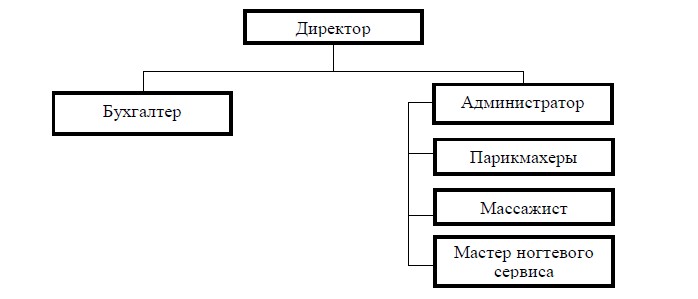 Директор
Бухгалтер
Администратор
Парикмахеры
Массажист
Мастер ногтевого
сервиса